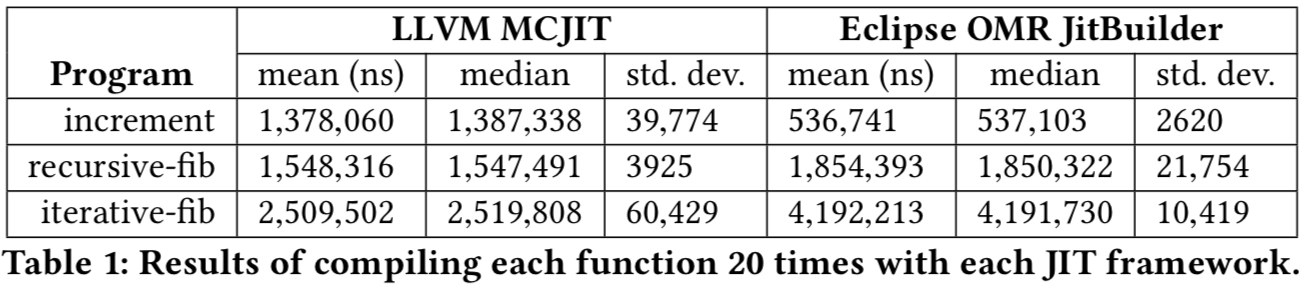 LLVM MCJIT Eclipse OMR JitBuilder
Program mean (ns) median std. dev. mean (ns) median std. dev.
increment 1,378,060 1,387,338 39,774 536,741 537,103 2620
recursive-fib 1,548,316 1,547,491 3925 1,854,393 1,850,322 21,754
iterative-fib 2,509,502 2,519,808 60,429 4,192,213 4,191,730 10,419
Table 1: Results of compiling each function 20 times with each JIT framework.